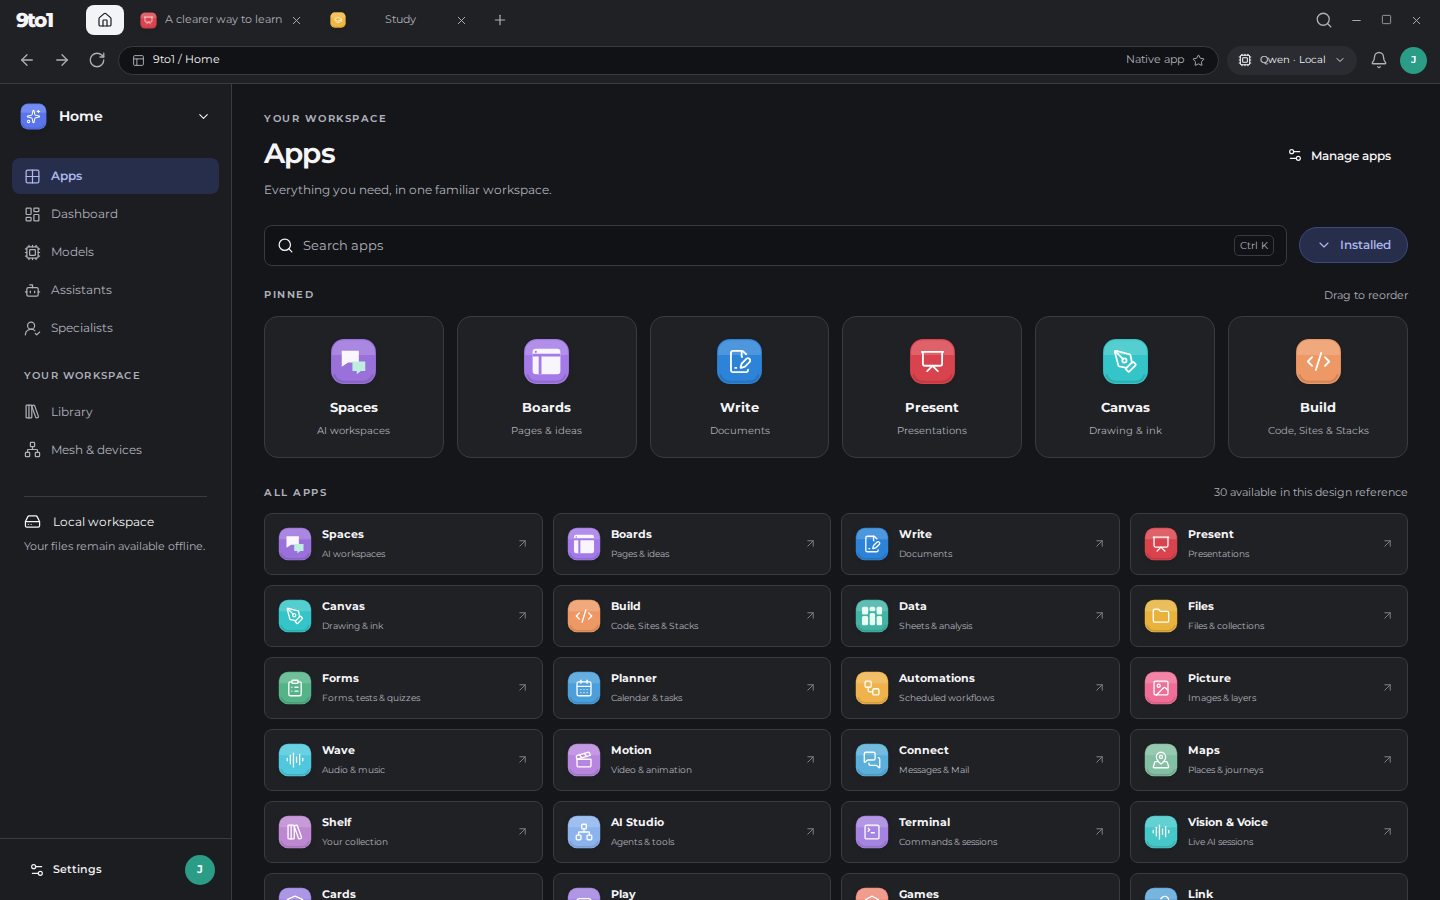 9to1
A clearer way to learn
Study
9to1 / Home
Native app
Qwen · Local
J
Home
Apps
Dashboard
Models
Assistants
Specialists
YOUR WORKSPACE
Library
Mesh & devices
Local workspace
Your files remain available offline.
Settings
J
YOUR WORKSPACE
Apps
Everything you need, in one familiar workspace.
Manage apps
Search apps
Ctrl K
Installed
PINNED
Drag to reorder
Spaces
AI workspaces
Boards
Pages & ideas
Write
Documents
Present
Presentations
Canvas
Drawing & ink
Build
Code, Sites & Stacks
ALL APPS
30 available in this design reference
Spaces
AI workspaces
Boards
Pages & ideas
Write
Documents
Present
Presentations
Canvas
Drawing & ink
Build
Code, Sites & Stacks
Data
Sheets & analysis
Files
Files & collections
Forms
Forms, tests & quizzes
Planner
Calendar & tasks
Automations
Scheduled workflows
Picture
Images & layers
Wave
Audio & music
Motion
Video & animation
Connect
Messages & Mail
Maps
Places & journeys
Shelf
Your collection
AI Studio
Agents & tools
Terminal
Commands & sessions
Vision & Voice
Live AI sessions
Cards
Play
Games
Link